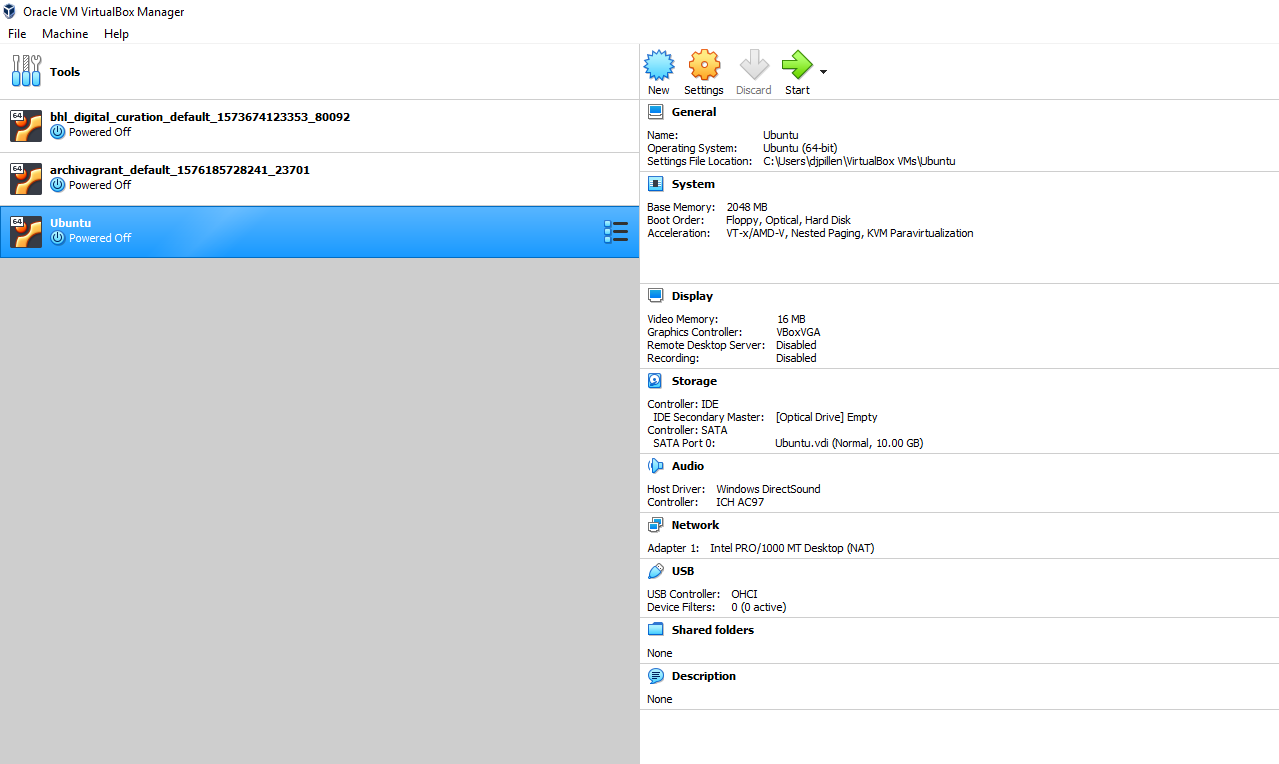 Oracle VM VirtualBox Manager
File Machine Help
Tools
64
bhl_digital_curation_default_1573674123353_80092
Powered Off
64
archivagrant_default_1576185728241_23701
Powered Off
64
Ubuntu
Powered Off
New Settings Discard Start
General
Name: Ubuntu
Operating System: Ubuntu (64-bit)
Settings File Location: C:\Users\djpillen\VirtualBox VMs\Ubuntu
System
Base Memory: 2048 MB
Boot Order: Floppy, Optical, Hard Disk
Acceleration: VT-x/AMD-V, Nested Paging, KVM Paravirtualization
Display
Video Memory: 16 MB
Graphics Controller: VBoxVGA
Remote Desktop Server: Disabled
Recording: Disabled
Storage
Controller: IDE
IDE Secondary Master: [Optical Drive] Empty
Controller: SATA
SATA Port 0: Ubuntu.vdi (Normal, 10.00 GB)
Audio
Host Driver: Windows DirectSound
Controller: ICH AC97
Network
Adapter 1: Intel PRO/1000 MT Desktop (NAT)
USB
USB Controller: OHCI
Device Filters: 0 (0 active)
Shared folders
None
Description
None